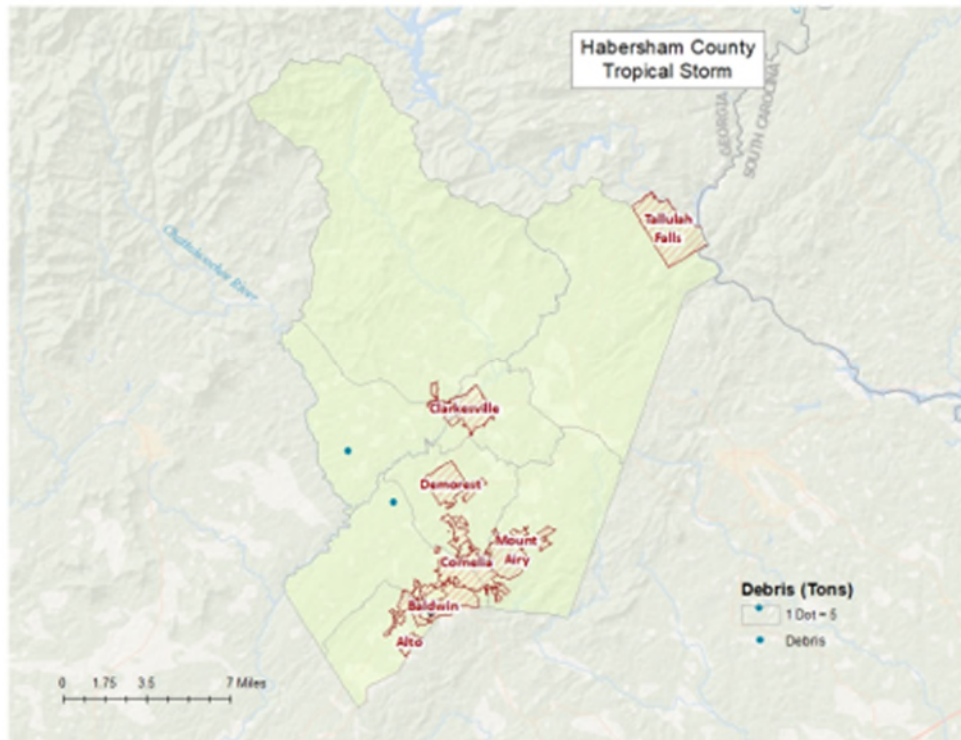 Habersham County
Tropical Storm
GEORGIA
SOUTH CAROLINA
Tallulah
Falls
Chattahoochee River
Clarkesville
Demorest
Mount
Airy
Cornelia
Baldwin
Alto
Debris (Tons)
1 Dot = 5
Debris
0 1.75 3.5 7 Miles